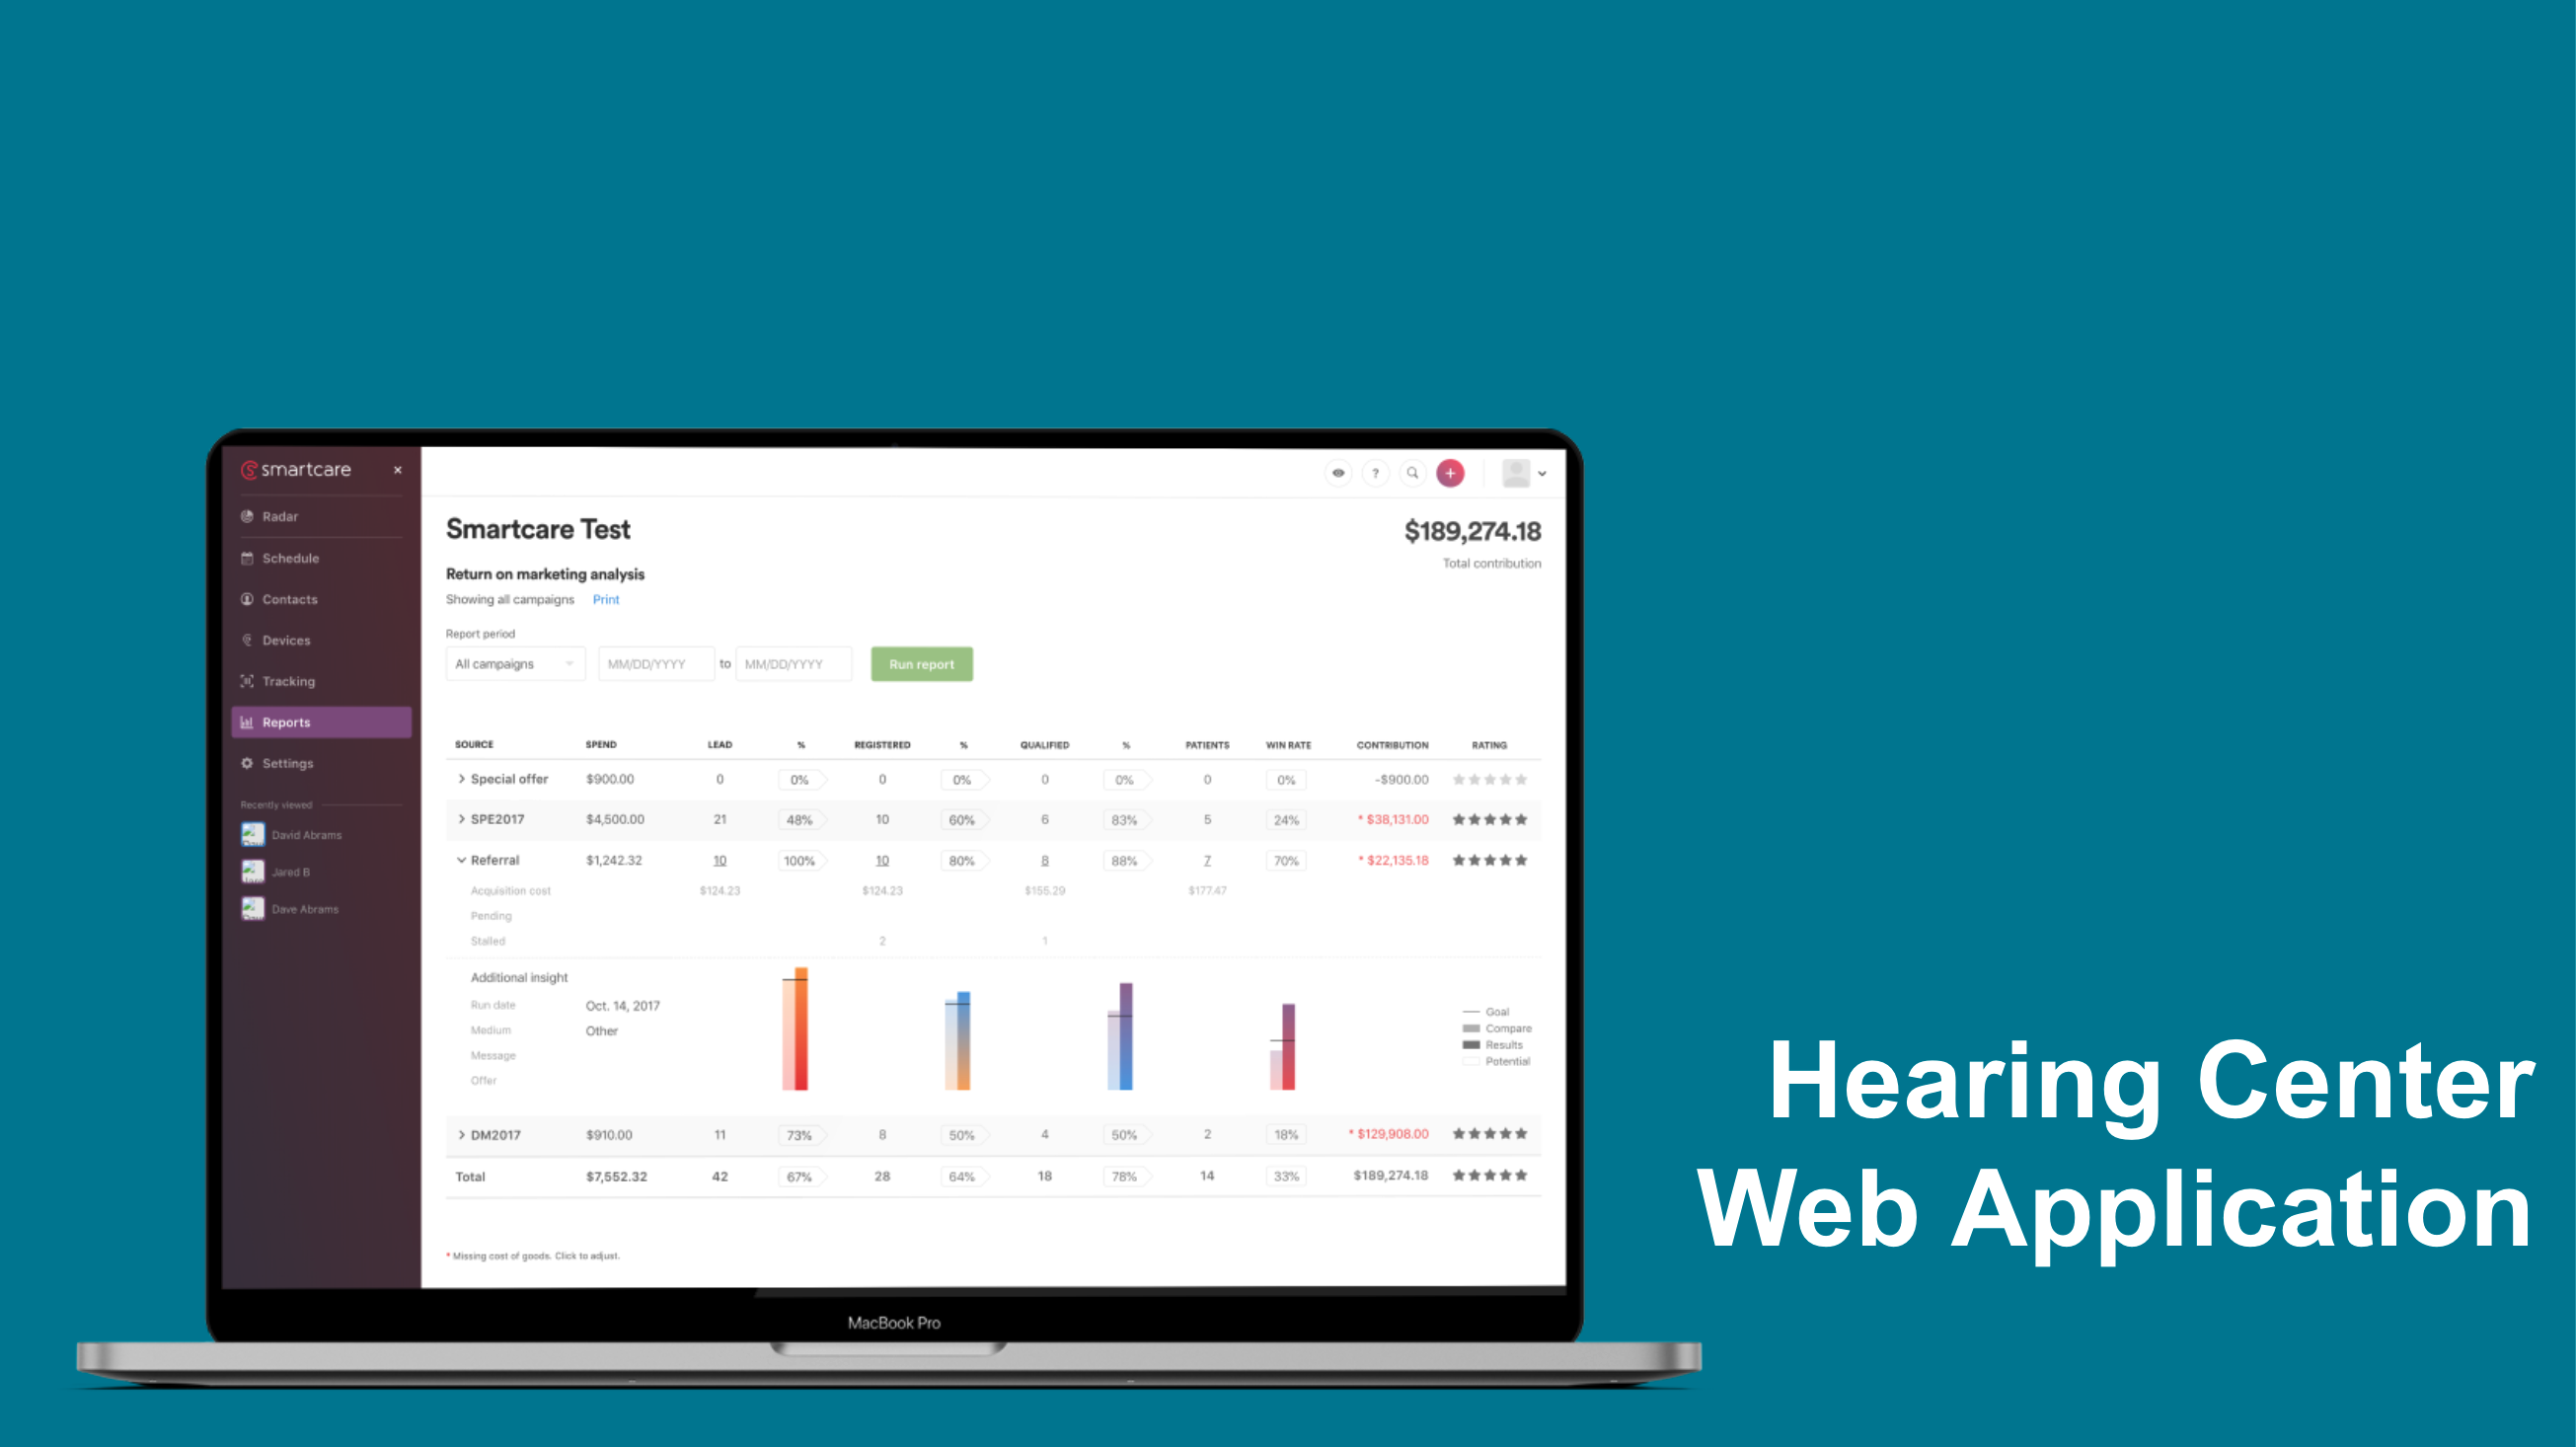 smartcare ×
Radar
Schedule
Contacts
Devices
Tracking
Reports
Settings
Recently viewed
David Abrams
Jared B
Dave Abrams
?
+
Smartcare Test
$189,274.18
Total contribution
Return on marketing analysis
Showing all campaigns Print
Report period
All campaigns MM/DD/YYYY to MM/DD/YYYY Run report
SOURCE SPEND LEAD % REGISTERED % QUALIFIED % PATIENTS WIN RATE CONTRIBUTION RATING
Special offer $900.00 0 0% 0 0% 0 0% 0 0% -$900.00 ★★★★★
SPE2017 $4,500.00 21 48% 10 60% 6 83% 5 24% * $38,131.00 ★★★★★
Referral $1,242.32 10 100% 10 80% 8 88% 7 70% * $22,135.18 ★★★★★
Acquisition cost $124.23 $124.23 $155.29 $177.47
Pending
Stalled 2 1
Additional insight
Run date Oct. 14, 2017
Medium Other
Message
Offer
Goal
Compare
Results
Potential
DM2017 $910.00 11 73% 8 50% 4 50% 2 18% * $129,908.00 ★★★★★
Total $7,552.32 42 67% 28 64% 18 78% 14 33% $189,274.18 ★★★★★
* Missing cost of goods. Click to adjust.
MacBook Pro
Hearing Center
Web Application